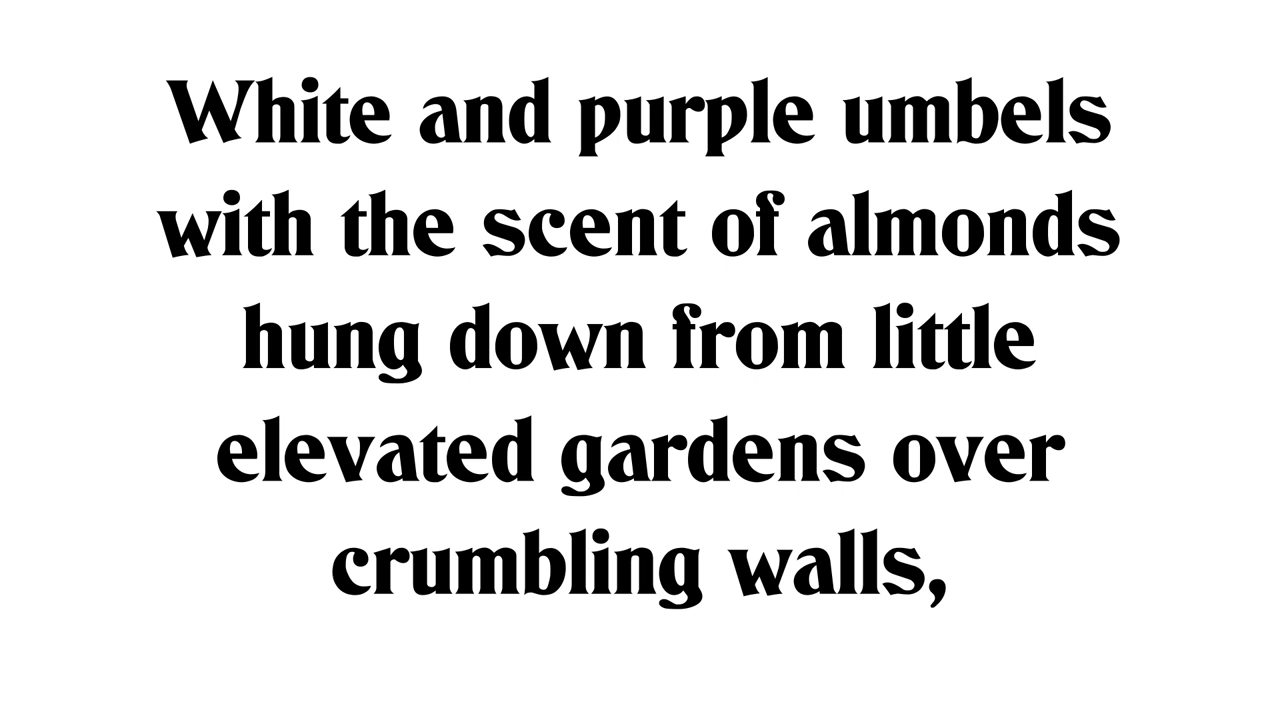 White and purple umbels
with the scent of almonds
hung down from little
elevated gardens over
crumbling walls,